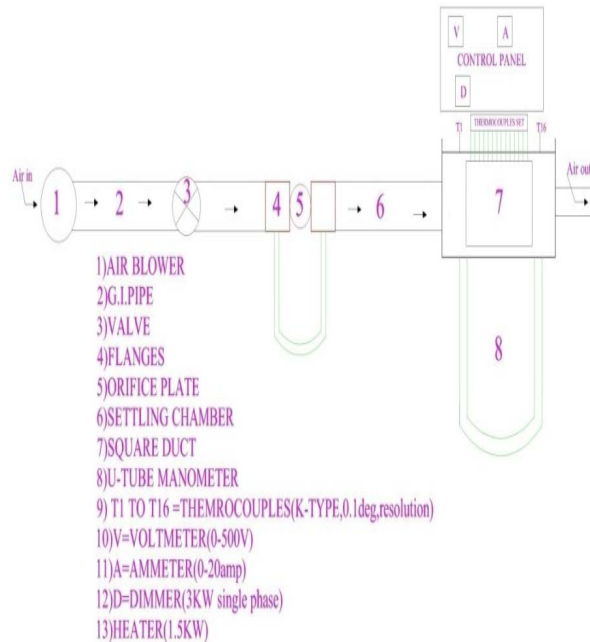 V
A
CONTROL PANEL
D
T1
THERMOCOUPLES SET
T16
Air in
Air out
1
2
3
4
5
6
7
8
1)AIR BLOWER
2)G.I.PIPE
3)VALVE
4)FLANGES
5)ORIFICE PLATE
6)SETTLING CHAMBER
7)SQUARE DUCT
8)U-TUBE MANOMETER
9) T1 TO T16 =THEMROCOUPLES(K-TYPE,0.1deg,resolution)
10)V=VOLTMETER(0-500V)
11)A=AMMETER(0-20amp)
12)D=DIMMER(3KW single phase)
13)HEATER(1.5KW)